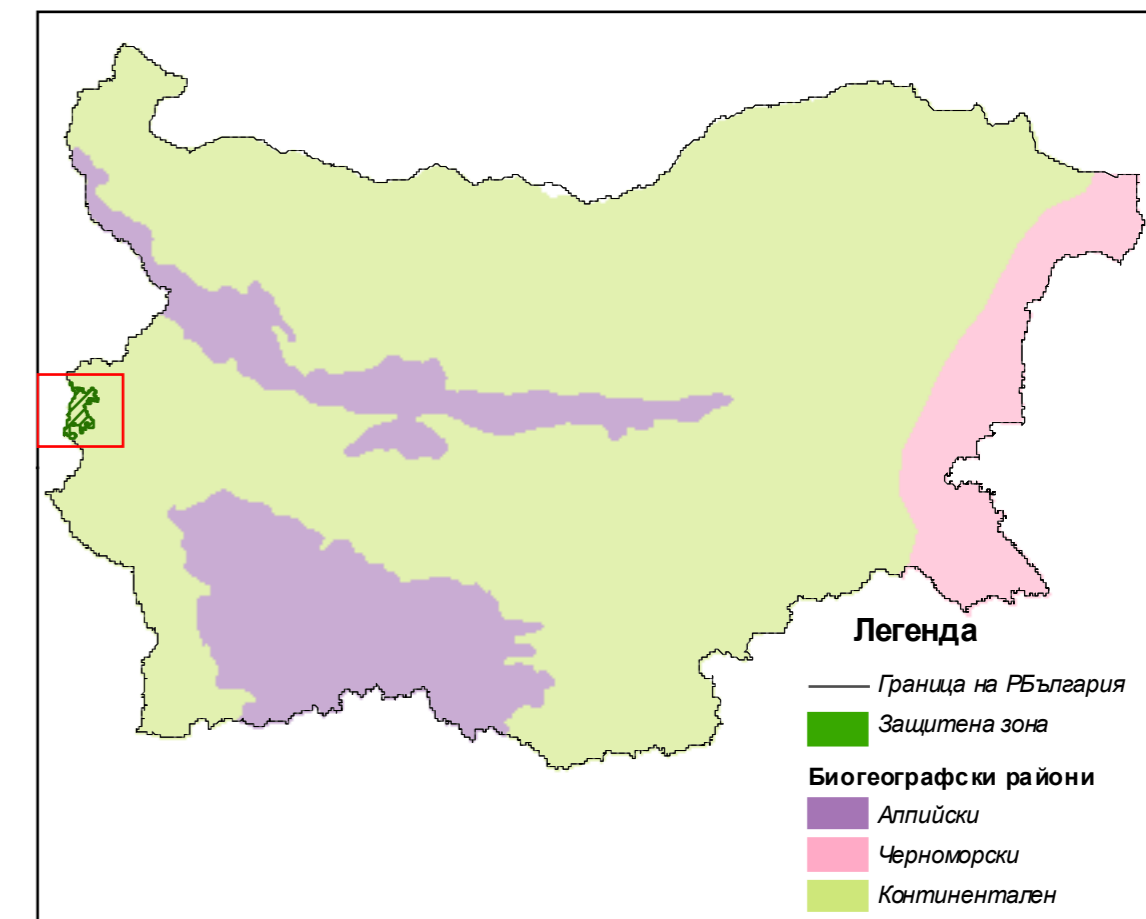 Легенда
Граница на РБългария
Защитена зона
Биогеографски райони
Алпийски
Черноморски
Континентален